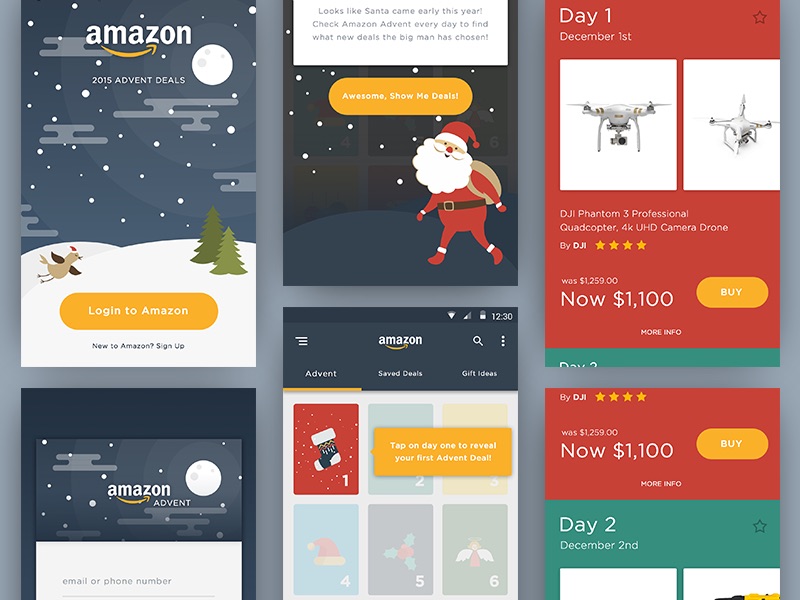 amazon
2015 ADVENT DEALS
Login to Amazon
New to Amazon? Sign Up
amazon
ADVENT
email or phone number
Looks like Santa came early this year!
Check Amazon Advent every day to find
what new deals the big man has chosen!
Awesome, Show Me Deals!
4
6
12:30
amazon
Advent
Saved Deals
Gift Ideas
Tap on day one to reveal
your first Advent Deal!
1
2
3
4
5
6
Day 1
December 1st
DJI Phantom 3 Professional
Quadcopter, 4k UHD Camera Drone
By DJI
was $1,259.00
Now $1,100
BUY
MORE INFO
Day 2
By DJI
was $1,259.00
Now $1,100
BUY
MORE INFO
Day 2
December 2nd